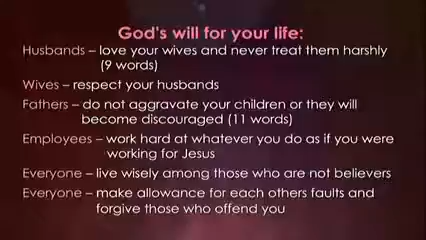 God's will for your life:
Husbands – love your wives and never treat them harshly
(9 words)
Wives – respect your husbands
Fathers – do not aggravate your children or they will
become discouraged (11 words)
Employees – work hard at whatever you do as if you were
working for Jesus
Everyone – live wisely among those who are not believers
Everyone – make allowance for each others faults and
forgive those who offend you